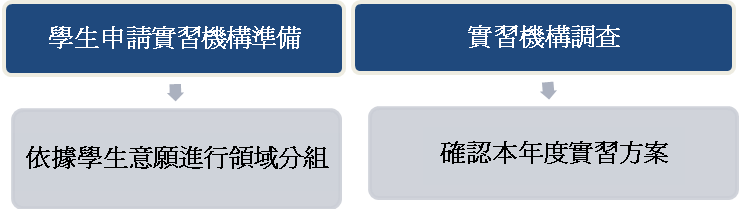 學生申請實習機構準備
實習機構調查
依據學生意願進行領域分組
確認本年度實習方案